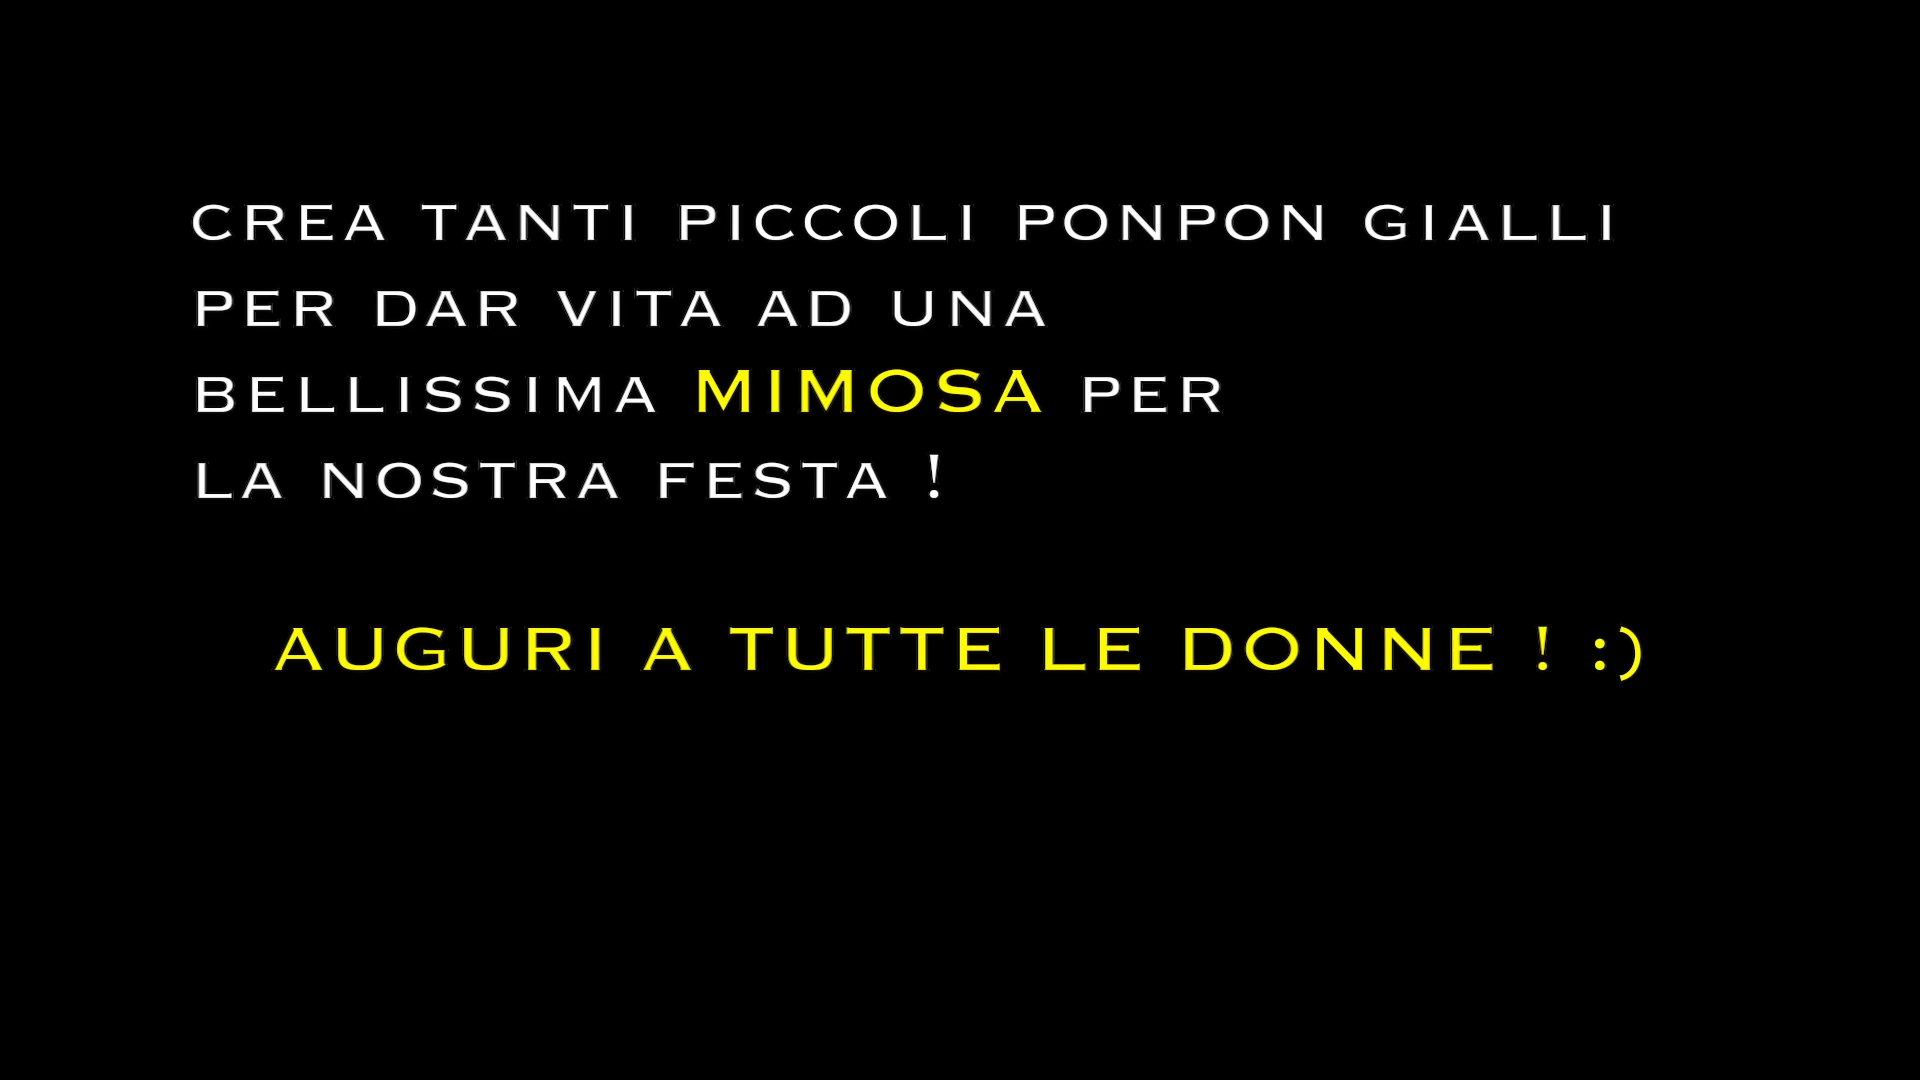 CREA TANTI PICCOLI PONPON GIALLI
PER DAR VITA AD UNA
BELLISSIMA MIMOSA PER
LA NOSTRA FESTA !
AUGURI A TUTTE LE DONNE ! :)